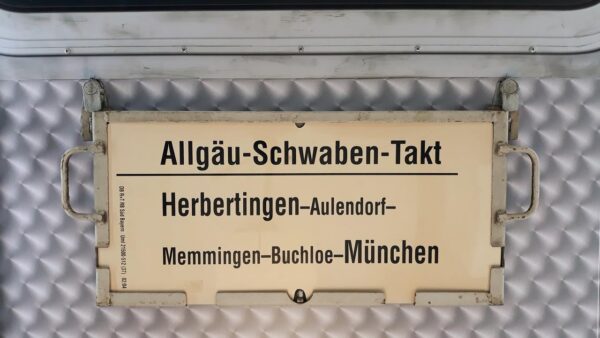 Allgäu-Schwaben-Takt
Herbertingen–Aulendorf–
Memmingen–Buchloe–München